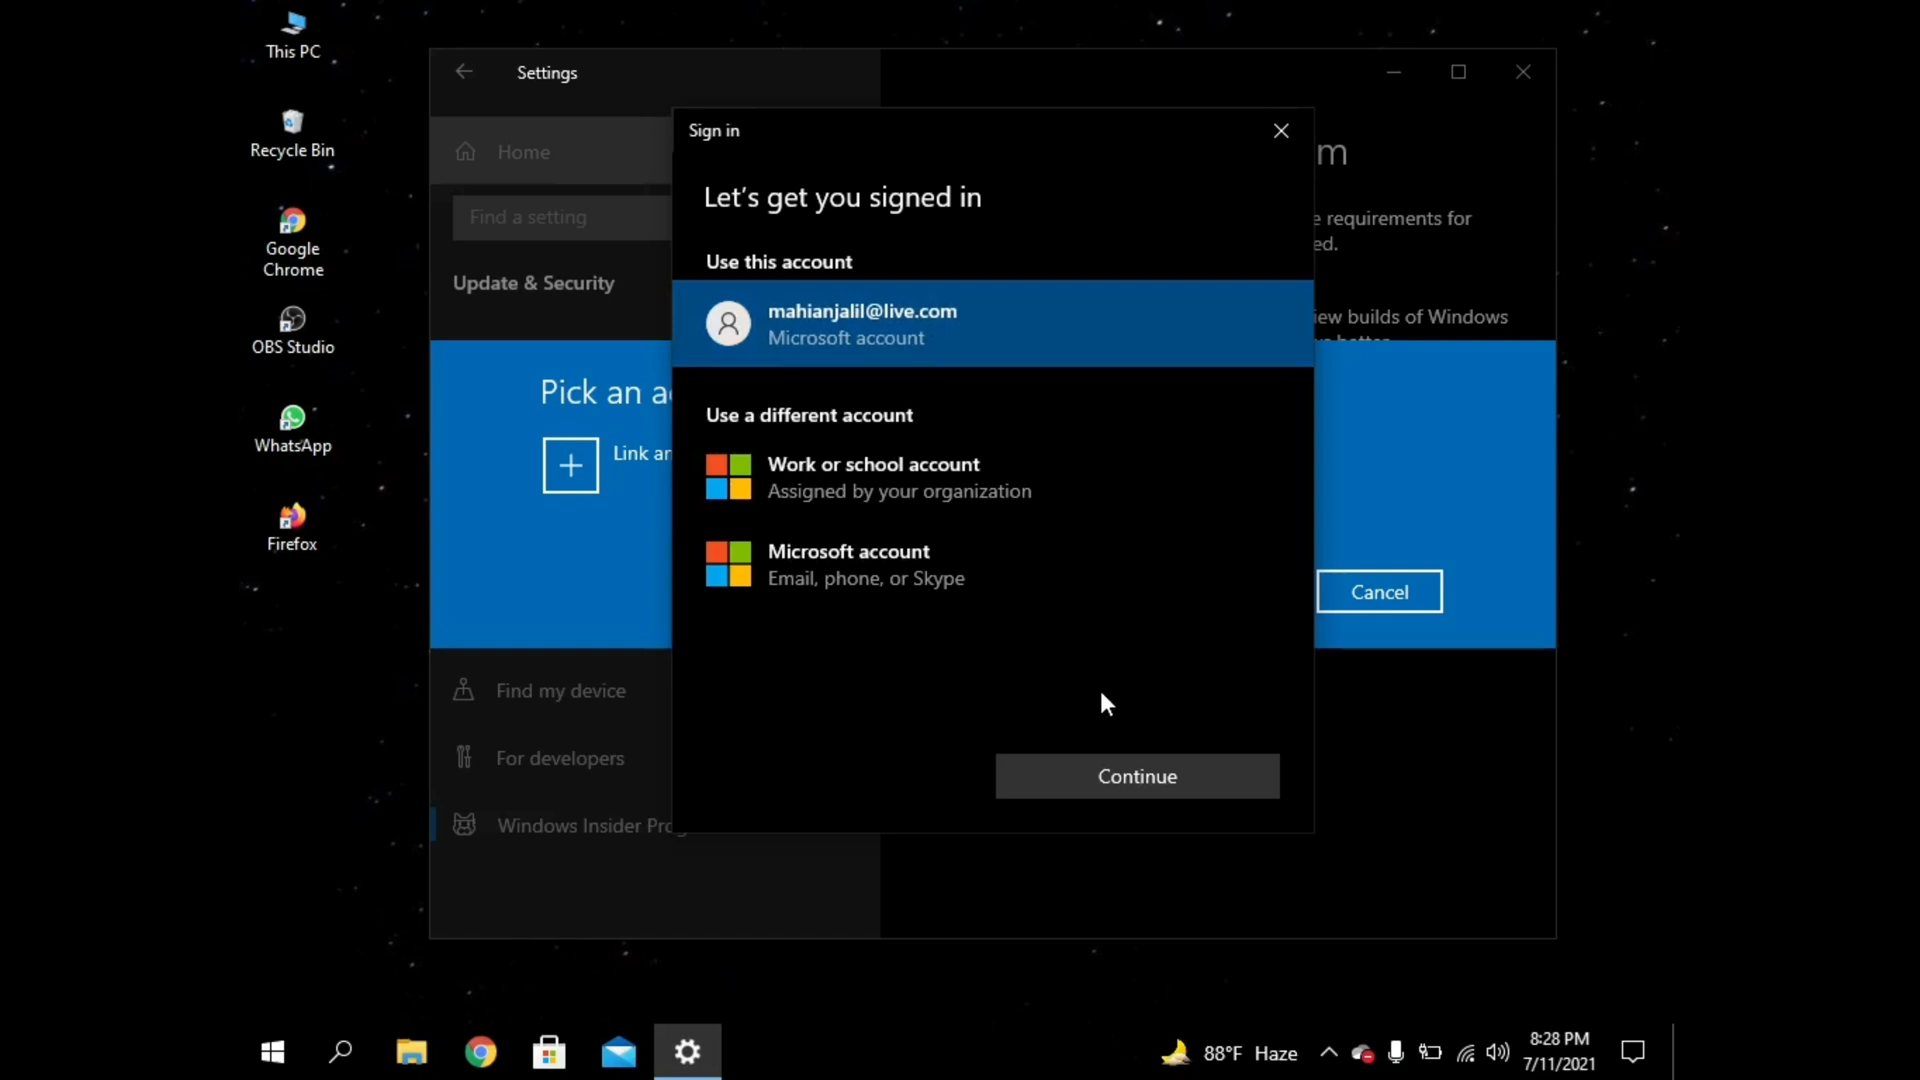 This PC
Recycle Bin
Google
Chrome
OBS Studio
WhatsApp
Firefox
Settings
Home
Find a setting
Update & Security
Sign in
Let's get you signed in
Use this account
mahianjalil@live.com
Microsoft account
Use a different account
Work or school account
Assigned by your organization
Microsoft account
Email, phone, or Skype
Continue
m
e requirements for
ed.
iew builds of Windows
better
Pick an a
Link an
Cancel
Find my device
For developers
Windows Insider Prog
88°F Haze
8:28 PM
7/11/2021